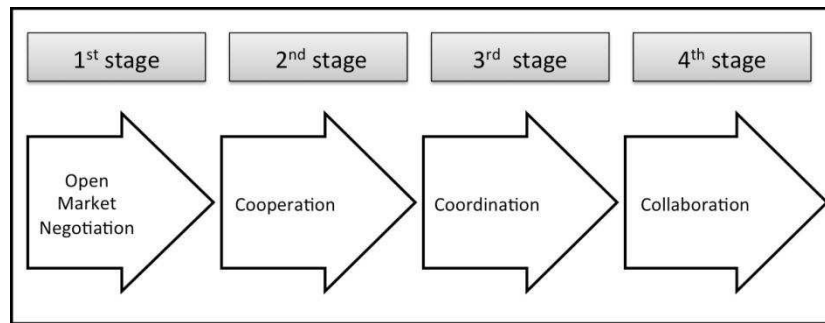 1st stage
2nd stage
3rd stage
4th stage
Open
Market
Negotiation
Cooperation
Coordination
Collaboration